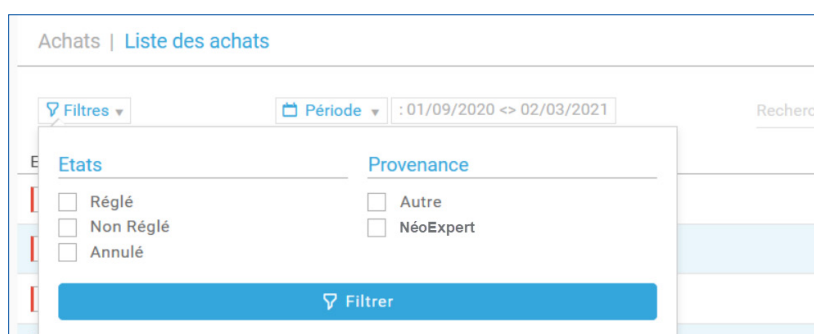 Achats | Liste des achats
Filtres Période : 01/09/2020 <> 02/03/2021 Recherc
E
Etats Provenance
Réglé Autre
Non Réglé NéoExpert
Annulé
Filtrer